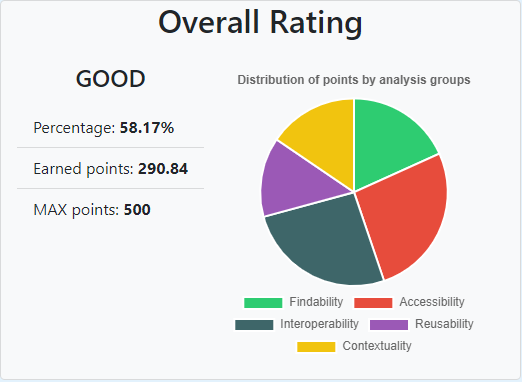 Overall Rating
GOOD
Percentage: 58.17%
Earned points: 290.84
MAX points: 500
Distribution of points by analysis groups
Findability
Accessibility
Interoperability
Reusability
Contextuality